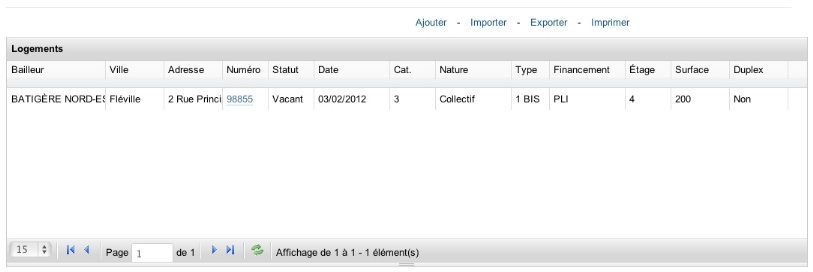 Ajouter - Importer - Exporter - Imprimer
Logements
Bailleur Ville Adresse Numéro Statut Date Cat. Nature Type Financement Étage Surface Duplex
BATIGÈRE NORD-ES Fléville 2 Rue Princi 98855 Vacant 03/02/2012 3 Collectif 1 BIS PLI 4 200 Non
15 Page 1 de 1 Affichage de 1 à 1 - 1 élément(s)